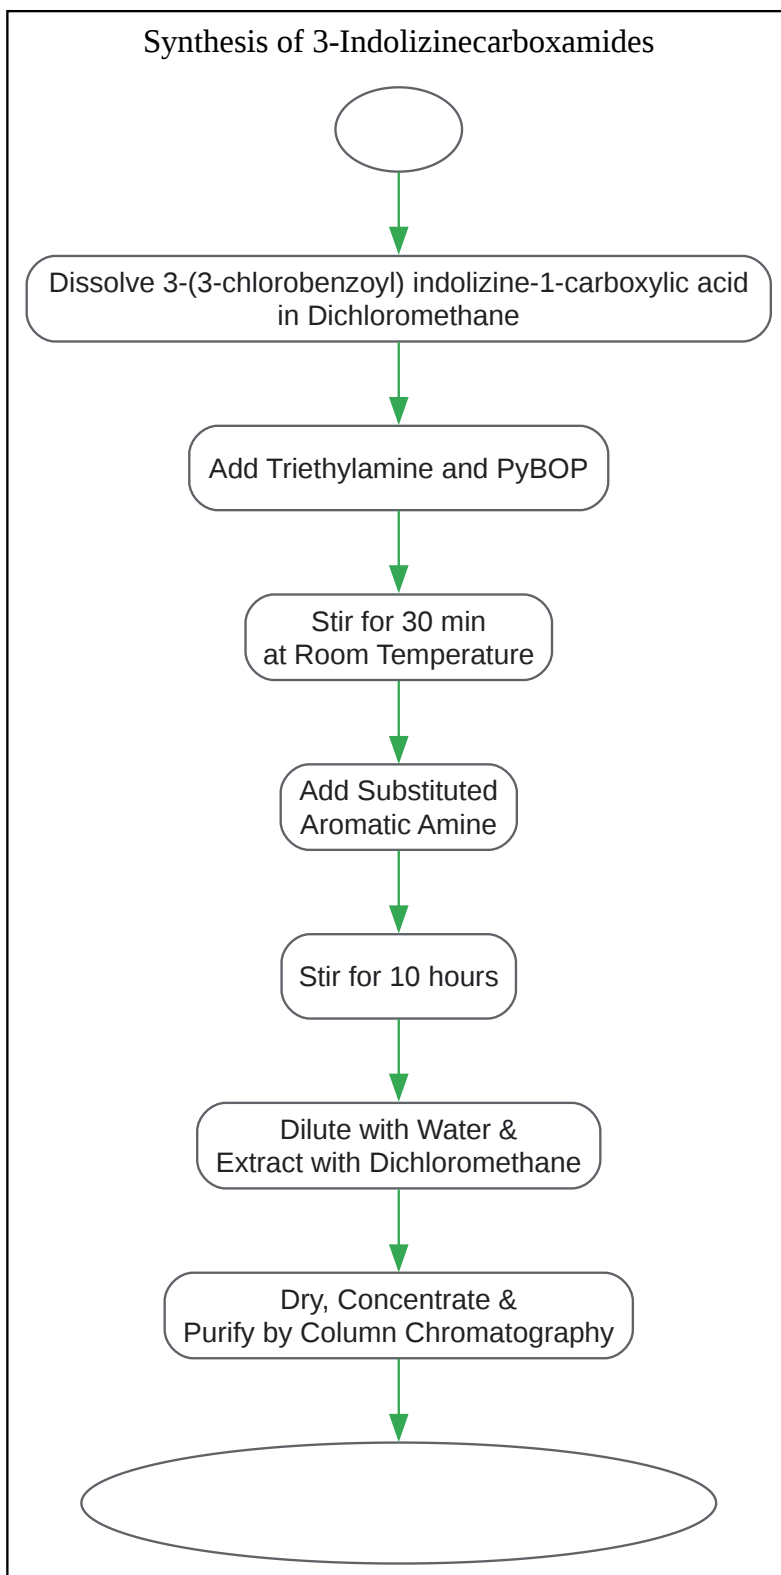 Synthesis of 3-Indolizinecarboxamides
Dissolve 3-(3-chlorobenzoyl) indolizine-1-carboxylic acid
in Dichloromethane
Add Triethylamine and PyBOP
Stir for 30 min
at Room Temperature
Add Substituted
Aromatic Amine
Stir for 10 hours
Dilute with Water &
Extract with Dichloromethane
Dry, Concentrate &
Purify by Column Chromatography